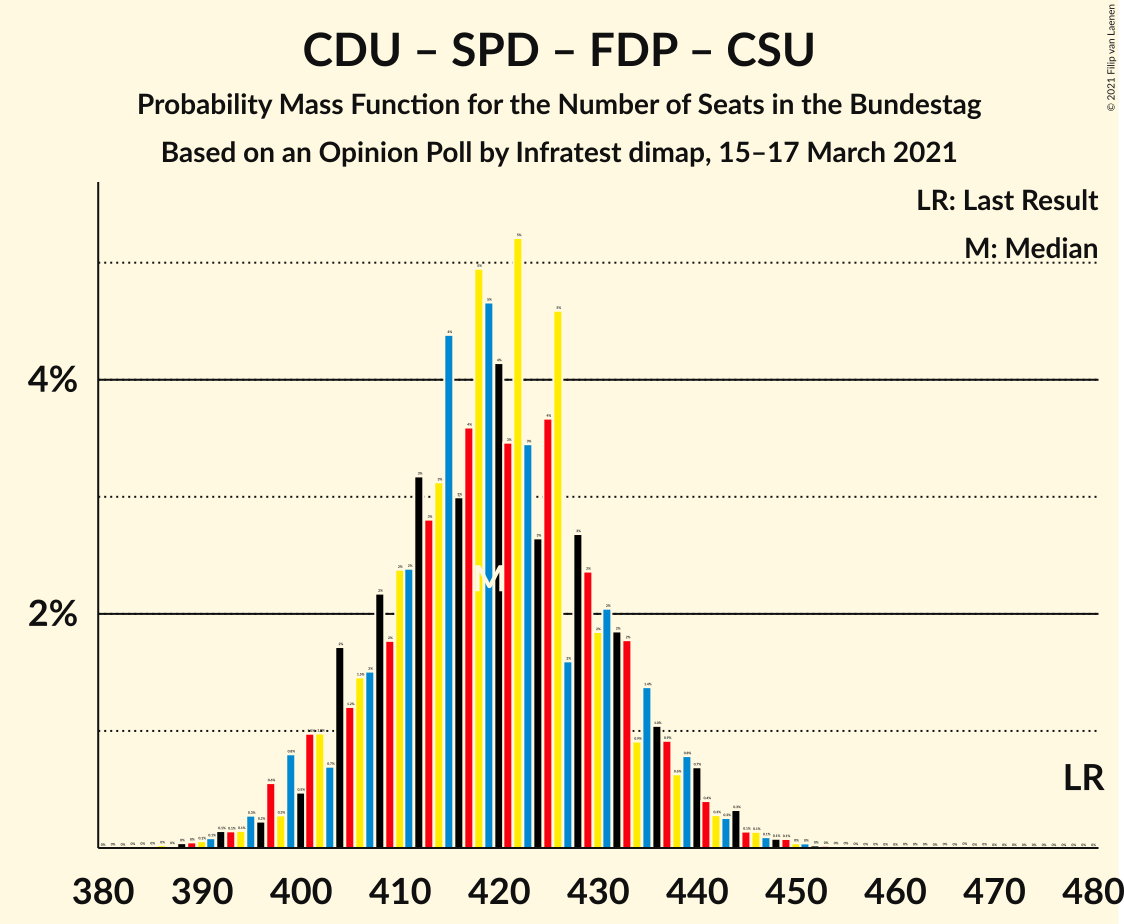 CDU – SPD – FDP – CSU
Probability Mass Function for the Number of Seats in the Bundestag
Based on an Opinion Poll by Infratest dimap, 15–17 March 2021
© 2021 Filip van Laenen
LR: Last Result
M: Median
4%
2%
M
LR
380 390 400 410 420 430 440 450 460 470 480